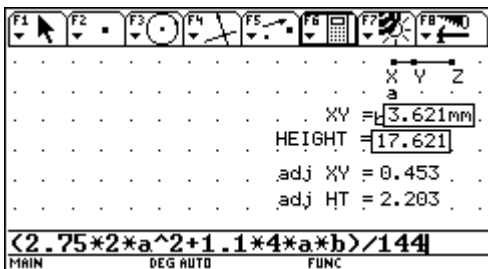 F1 F2 F3 F4 F5 F6 F7 F8
X Y Z
a
XY = 3.621mm
HEIGHT = 17.621
adj XY = 0.453
adj HT = 2.203
(2.75*2*a^2+1.1*4*a*b)/144
MAIN DEG AUTO FUNC